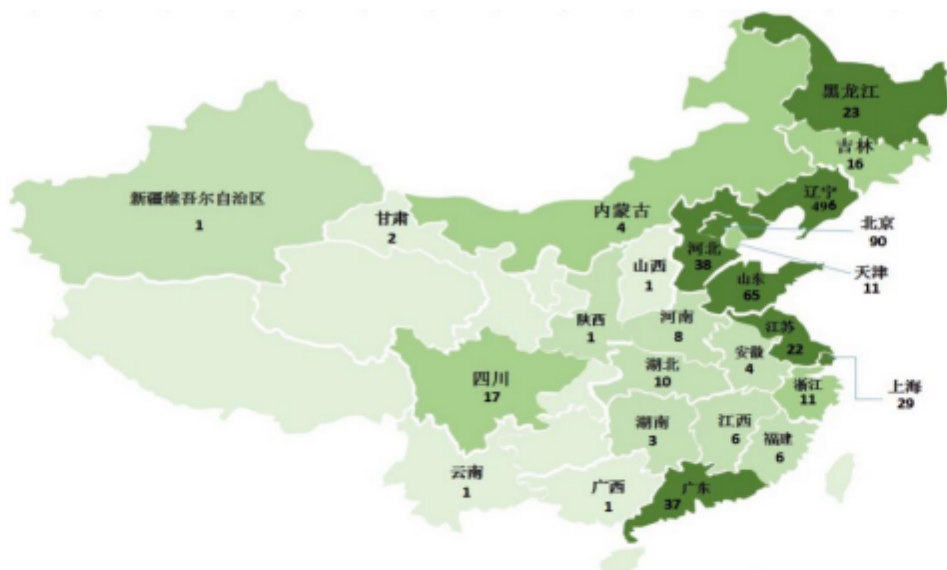 黑龙江
23
吉林
16
辽宁
496
新疆维吾尔自治区
1
甘肃
2
内蒙古
4
北京
90
河北
38
天津
11
山西
1
山东
65
陕西
1
河南
8
江苏
22
安徽
4
四川
17
湖北
10
浙江
11
上海
29
湖南
3
江西
6
福建
6
云南
1
广西
1
广东
37